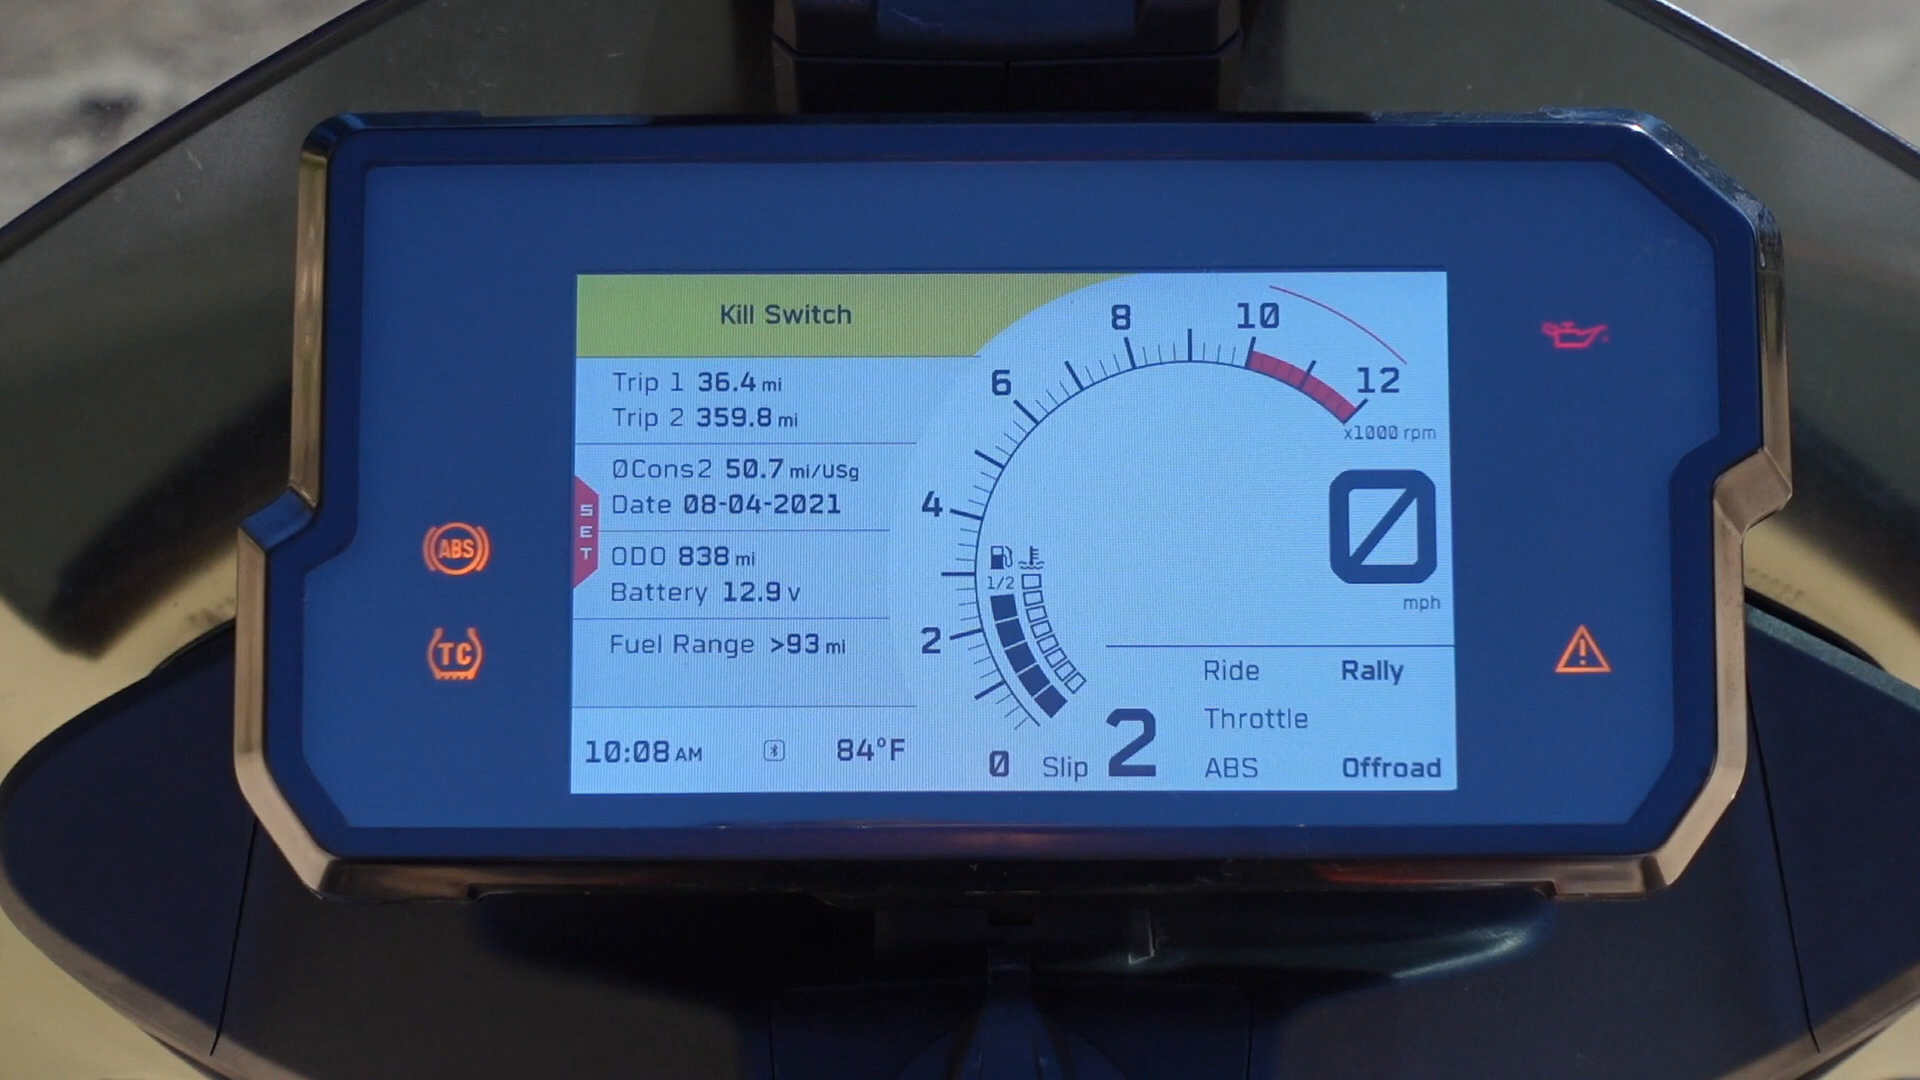 Kill Switch
Trip 1 36.4 mi
Trip 2 359.8 mi
ØCons2 50.7 mi/USg
Date 08-04-2021
SET
ODO 838 mi
Battery 12.9 v
Fuel Range >93 mi
10:08 AM 84°F
0
2
4
6
8
10
12
x1000 rpm
1/2
0
mph
Slip 2
Ride Rally
Throttle
ABS Offroad
ABS
TC